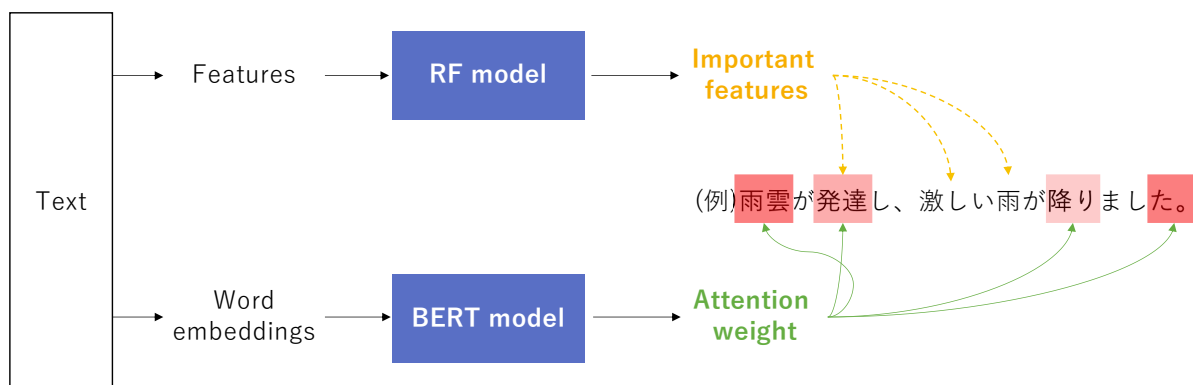 Text
Features
RF model
Important
features
(例)雨雲が発達し、激しい雨が降りました。
Word
embeddings
BERT model
Attention
weight